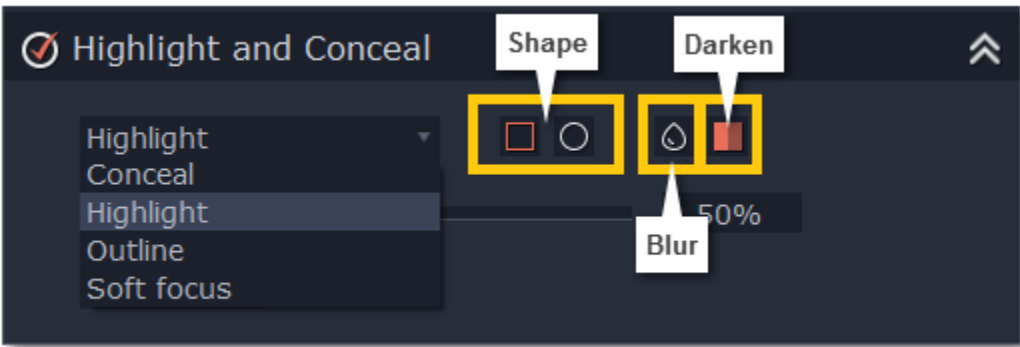 Highlight and Conceal
Shape
Darken
Highlight
Conceal
Highlight
50%
Outline
Blur
Soft focus